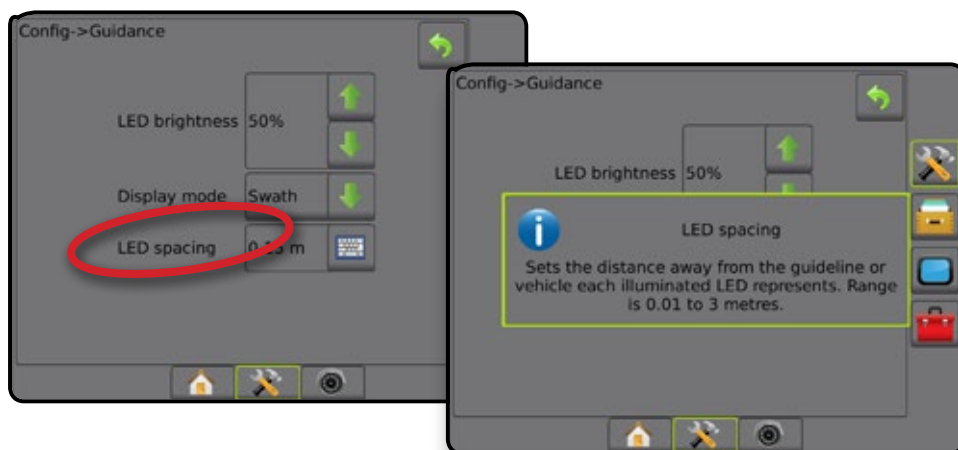 Config->Guidance
LED brightness 50%
Display mode Swath
LED spacing m
Config->Guidance
LED brightness 50%
LED spacing
Sets the distance away from the guideline or
vehicle each illuminated LED represents. Range
is 0.01 to 3 metres.